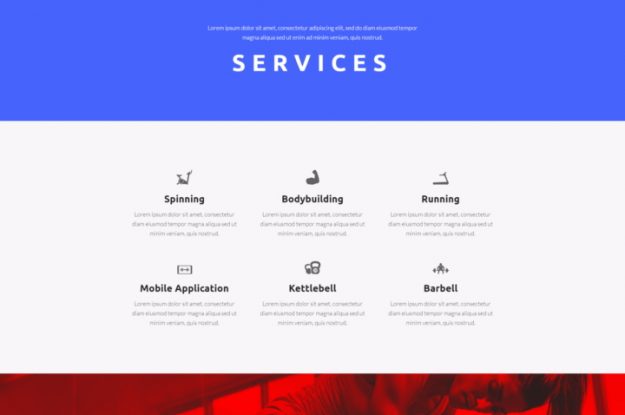 Lorem ipsum dolor sit amet, consectetur adipiscing elit, sed do eiusmod tempor
magna aliqua sed ut enim ad minim veniam, quis nostrud.
SERVICES
Spinning
Lorem ipsum dolor sit amet, consectetur
diam eiusmod tempor magna aliqua sed ut
minim veniam, quis nostrud.
Bodybuilding
Lorem ipsum dolor sit amet, consectetur
diam eiusmod tempor magna aliqua sed ut
minim veniam, quis nostrud.
Running
Lorem ipsum dolor sit amet, consectetur
diam eiusmod tempor magna aliqua sed ut
minim veniam, quis nostrud.
Mobile Application
Lorem ipsum dolor sit amet, consectetur
diam eiusmod tempor magna aliqua sed ut
minim veniam, quis nostrud.
Kettlebell
Lorem ipsum dolor sit amet, consectetur
diam eiusmod tempor magna aliqua sed ut
minim veniam, quis nostrud.
Barbell
Lorem ipsum dolor sit amet, consectetur
diam eiusmod tempor magna aliqua sed ut
minim veniam, quis nostrud.